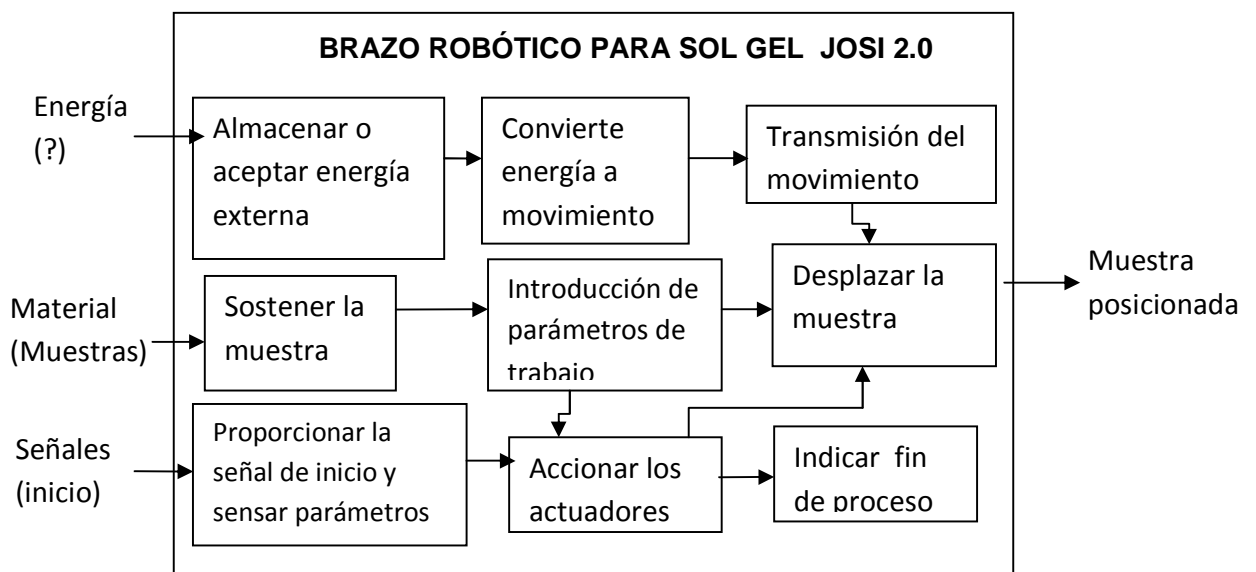 BRAZO ROBÓTICO PARA SOL GEL JOSI 2.0
Energía
(?)
Almacenar o
aceptar energía
externa
Convierte
energía a
movimiento
Transmisión del
movimiento
Material
(Muestras)
Sostener la
muestra
Introducción de
parámetros de
trabajo
Desplazar la
muestra
Muestra
posicionada
Señales
(inicio)
Proporcionar la
señal de inicio y
sensar parámetros
Accionar los
actuadores
Indicar fin
de proceso